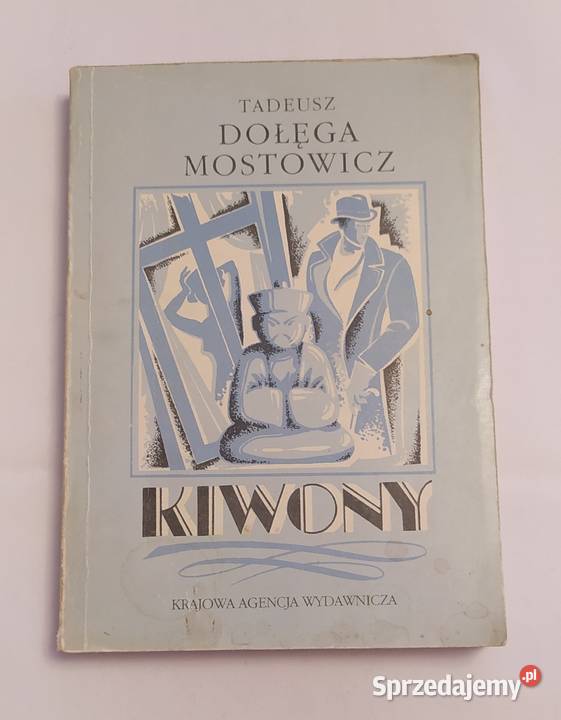 TADEUSZ
DOŁĘGA
MOSTOWICZ
KIWONY
KRAJOWA AGENCJA WYDAWNICZA
Sprzedajemy.pl